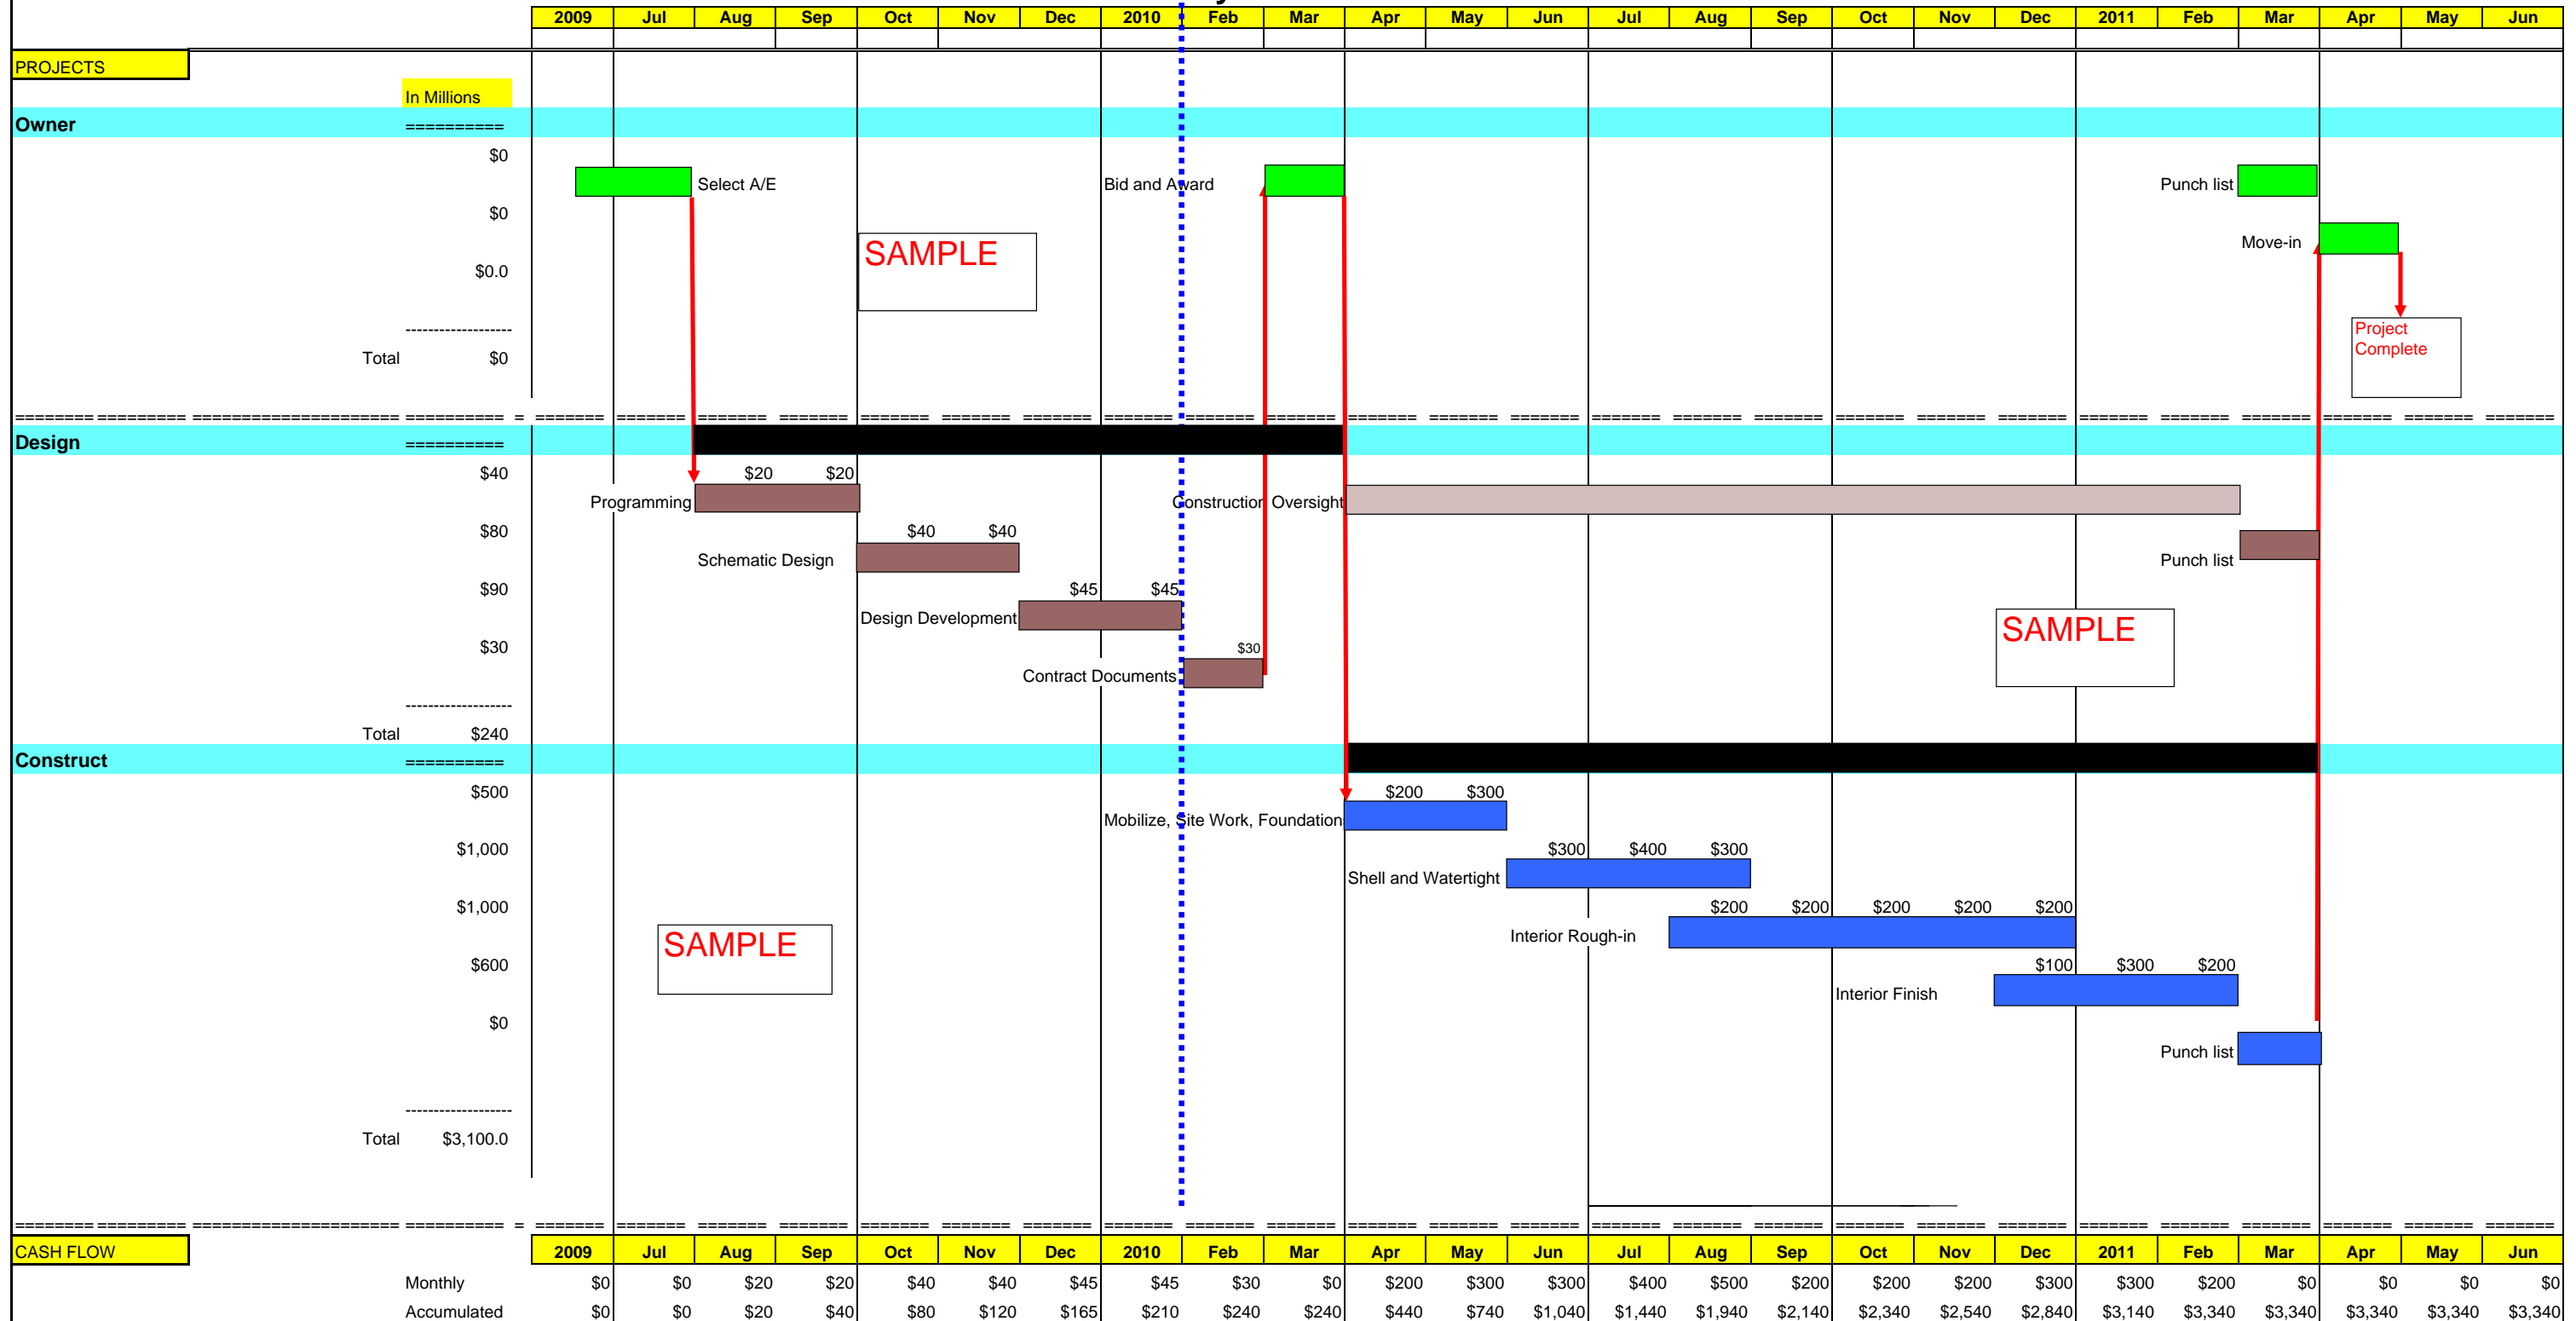 2009 Jul Aug Sep Oct Nov Dec 2010 Feb Mar Apr May Jun Jul Aug Sep Oct Nov Dec 2011 Feb Mar Apr May Jun
PROJECTS
In Millions
Owner ==========
$0
Select A/E Bid and Award Punch list
$0
Move-in
SAMPLE
$0.0
-------------------
Project
Complete
Total $0
======== ========= ===================== ========== = ======= ======= ======= ======= ======= ======= ======= ======= ======= ======= ======= ======= ======= ======= ======= ======= ======= ======= ======= ======= ======= ======= ======= ======= =======
Design ==========
$40 $20 $20
Programming Construction Oversight
$80 $40 $40
Schematic Design Punch list
$90 $45 $45
Design Development
SAMPLE
$30 $30
Contract Documents
-------------------
Total $240
Construct ==========
$500 $200 $300
Mobilize, Site Work, Foundation
$1,000 $300 $400 $300
Shell and Watertight
$1,000 $200 $200 $200 $200 $200
Interior Rough-in
SAMPLE
$600 $100 $300 $200
Interior Finish
$0
Punch list
-------------------
Total $3,100.0
======== ========= ===================== ========== = ======= ======= ======= ======= ======= ======= ======= ======= ======= ======= ======= ======= ======= ======= ======= ======= ======= ======= ======= ======= ======= ======= ======= ======= =======
CASH FLOW 2009 Jul Aug Sep Oct Nov Dec 2010 Feb Mar Apr May Jun Jul Aug Sep Oct Nov Dec 2011 Feb Mar Apr May Jun
Monthly $0 $0 $20 $20 $40 $40 $45 $45 $30 $0 $200 $300 $300 $400 $500 $200 $200 $200 $300 $300 $200 $0 $0 $0 $0
Accumulated $0 $0 $20 $40 $80 $120 $165 $210 $240 $240 $440 $740 $1,040 $1,440 $1,940 $2,140 $2,340 $2,540 $2,840 $3,140 $3,340 $3,340 $3,340 $3,340 $3,340